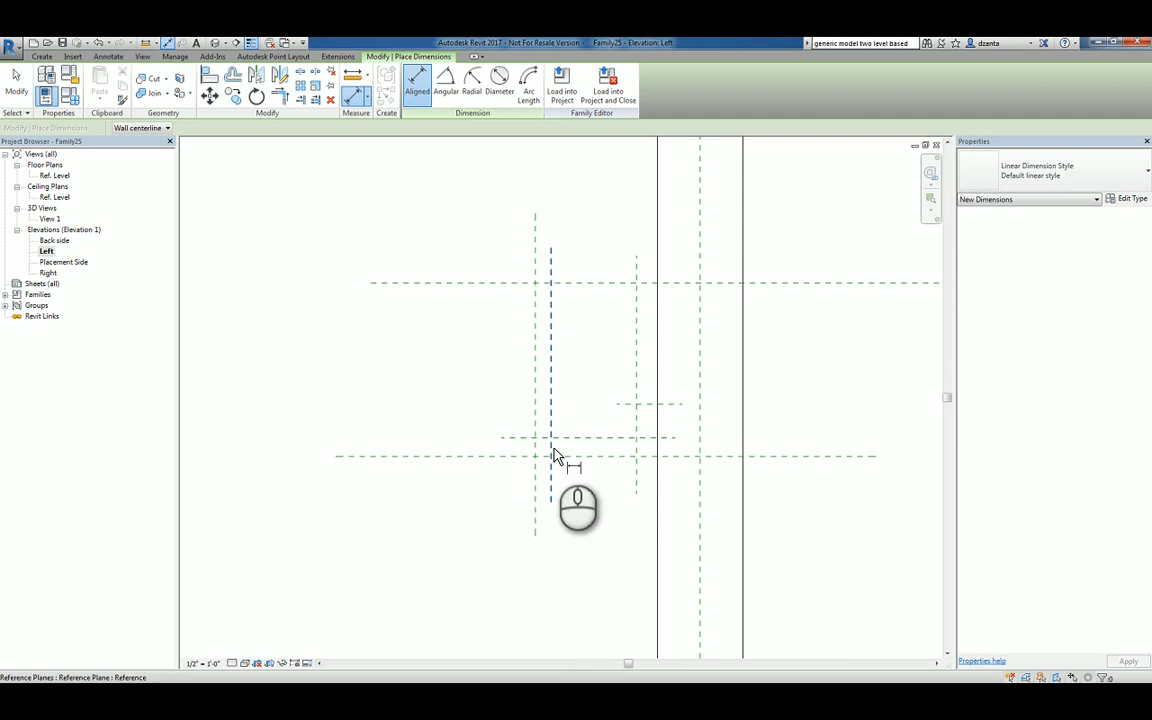 Autodesk Revit 2017 - Not For Resale Version - Family25 - Elevation: Left
generic model two level based
dzanta
Create Insert Annotate View Manage Add-Ins Autodesk Point Layout Extensions Modify | Place Dimensions
Modify
Paste
Cut
Join
Aligned Angular Radial Diameter Arc Length
Load into Project
Load into Project and Close
Select Properties Clipboard Geometry Modify Measure Create Dimension Family Editor
Modify | Place Dimensions
Wall centerline
Project Browser - Family25
Views (all)
Floor Plans
Ref. Level
Ceiling Plans
Ref. Level
3D Views
View 1
Elevations (Elevation 1)
Back side
Left
Placement Side
Right
Sheets (all)
Families
Groups
Revit Links
Properties
Linear Dimension Style
Default linear style
New Dimensions
Edit Type
Properties help
Apply
1/2" = 1'-0"
Reference Planes : Reference Plane : Reference
:0